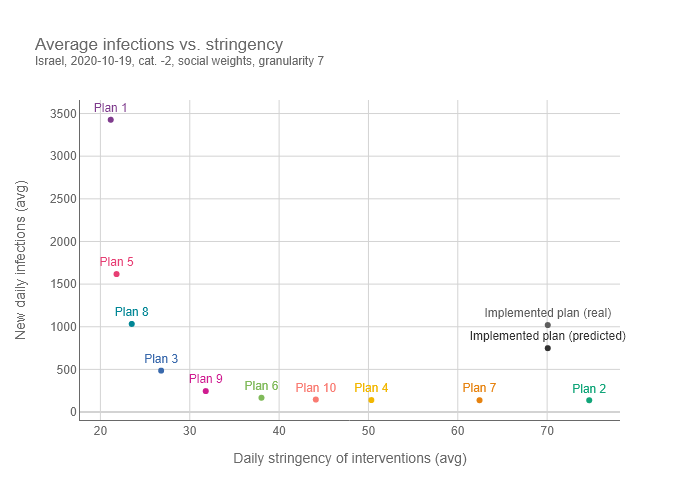 Average infections vs. stringency
Israel, 2020-10-19, cat. -2, social weights, granularity 7
New daily infections (avg)
3500
3000
2500
2000
1500
1000
500
0
Plan 1
Plan 5
Plan 8
Plan 3
Plan 9
Plan 6
Plan 10
Plan 4
Plan 7
Plan 2
Implemented plan (real)
Implemented plan (predicted)
20
30
40
50
60
70
Daily stringency of interventions (avg)